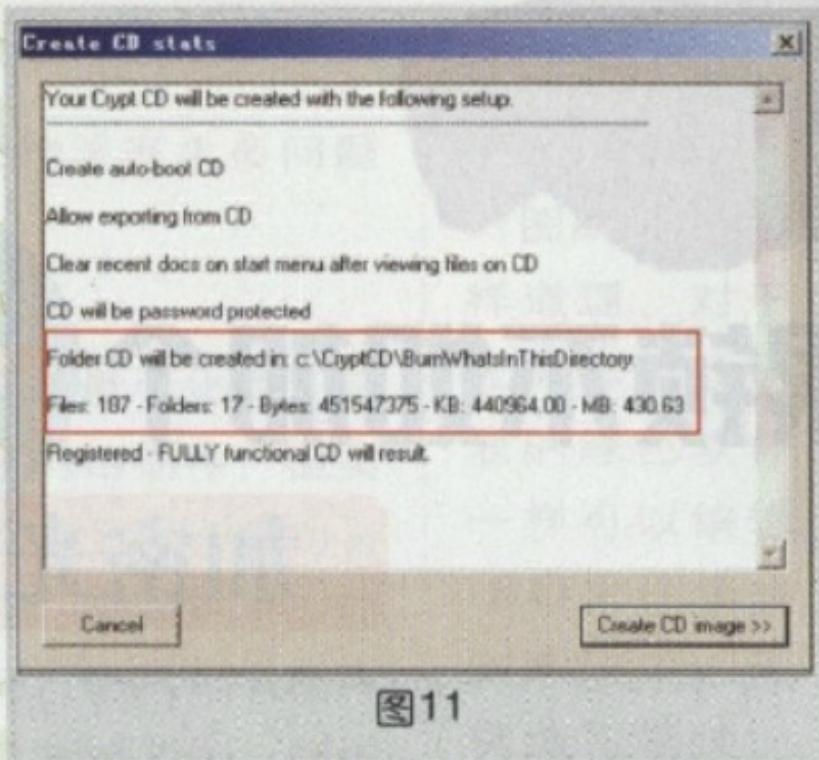 Create CD stats
Your Crypt CD will be created with the following setup.
Create auto-boot CD
Allow exporting from CD
Clear recent docs on start menu after viewing files on CD
CD will be password protected
Folder CD will be created in: c:\CryptCD\BurnWhatsInThisDirectory
Files: 187 - Folders: 17 - Bytes: 451547375 - KB: 440964.00 - MB: 430.63
Registered - FULLY functional CD will result.
Cancel
Create CD image >>
图11